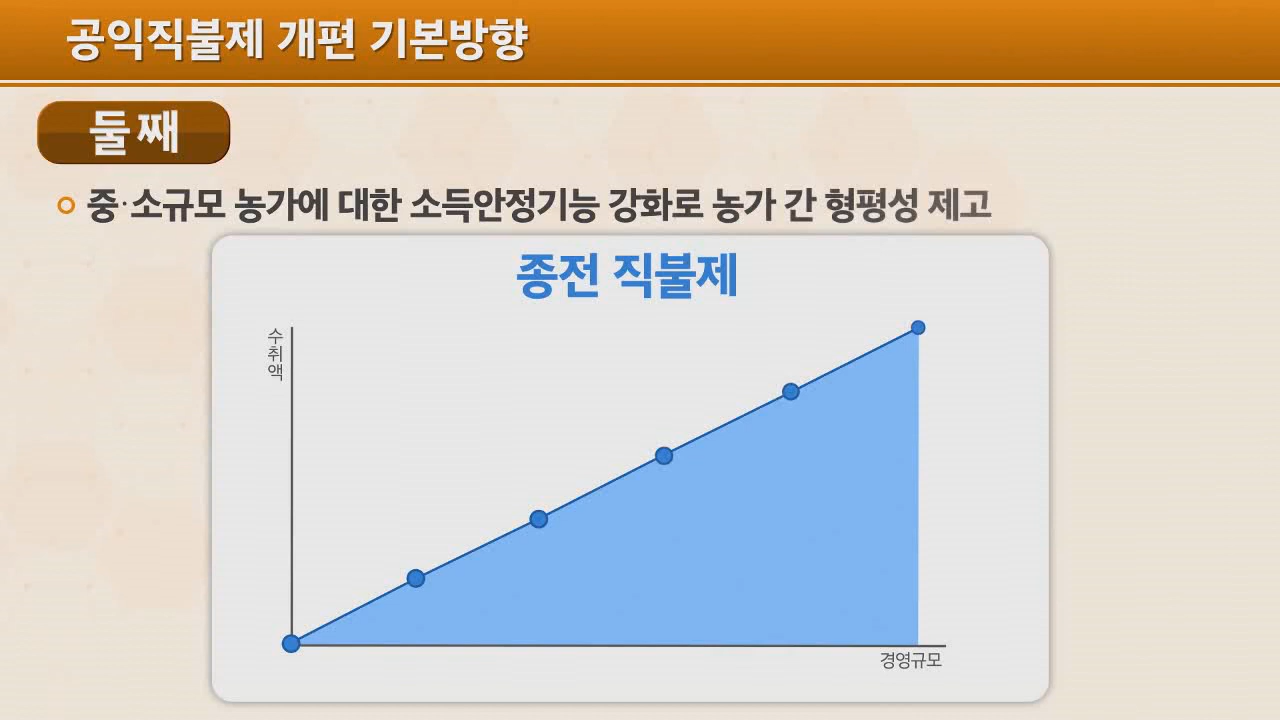 공익직불제 개편 기본방향
둘째
중·소규모 농가에 대한 소득안정기능 강화로 농가 간 형평성 제고
종전 직불제
수취액
경영규모